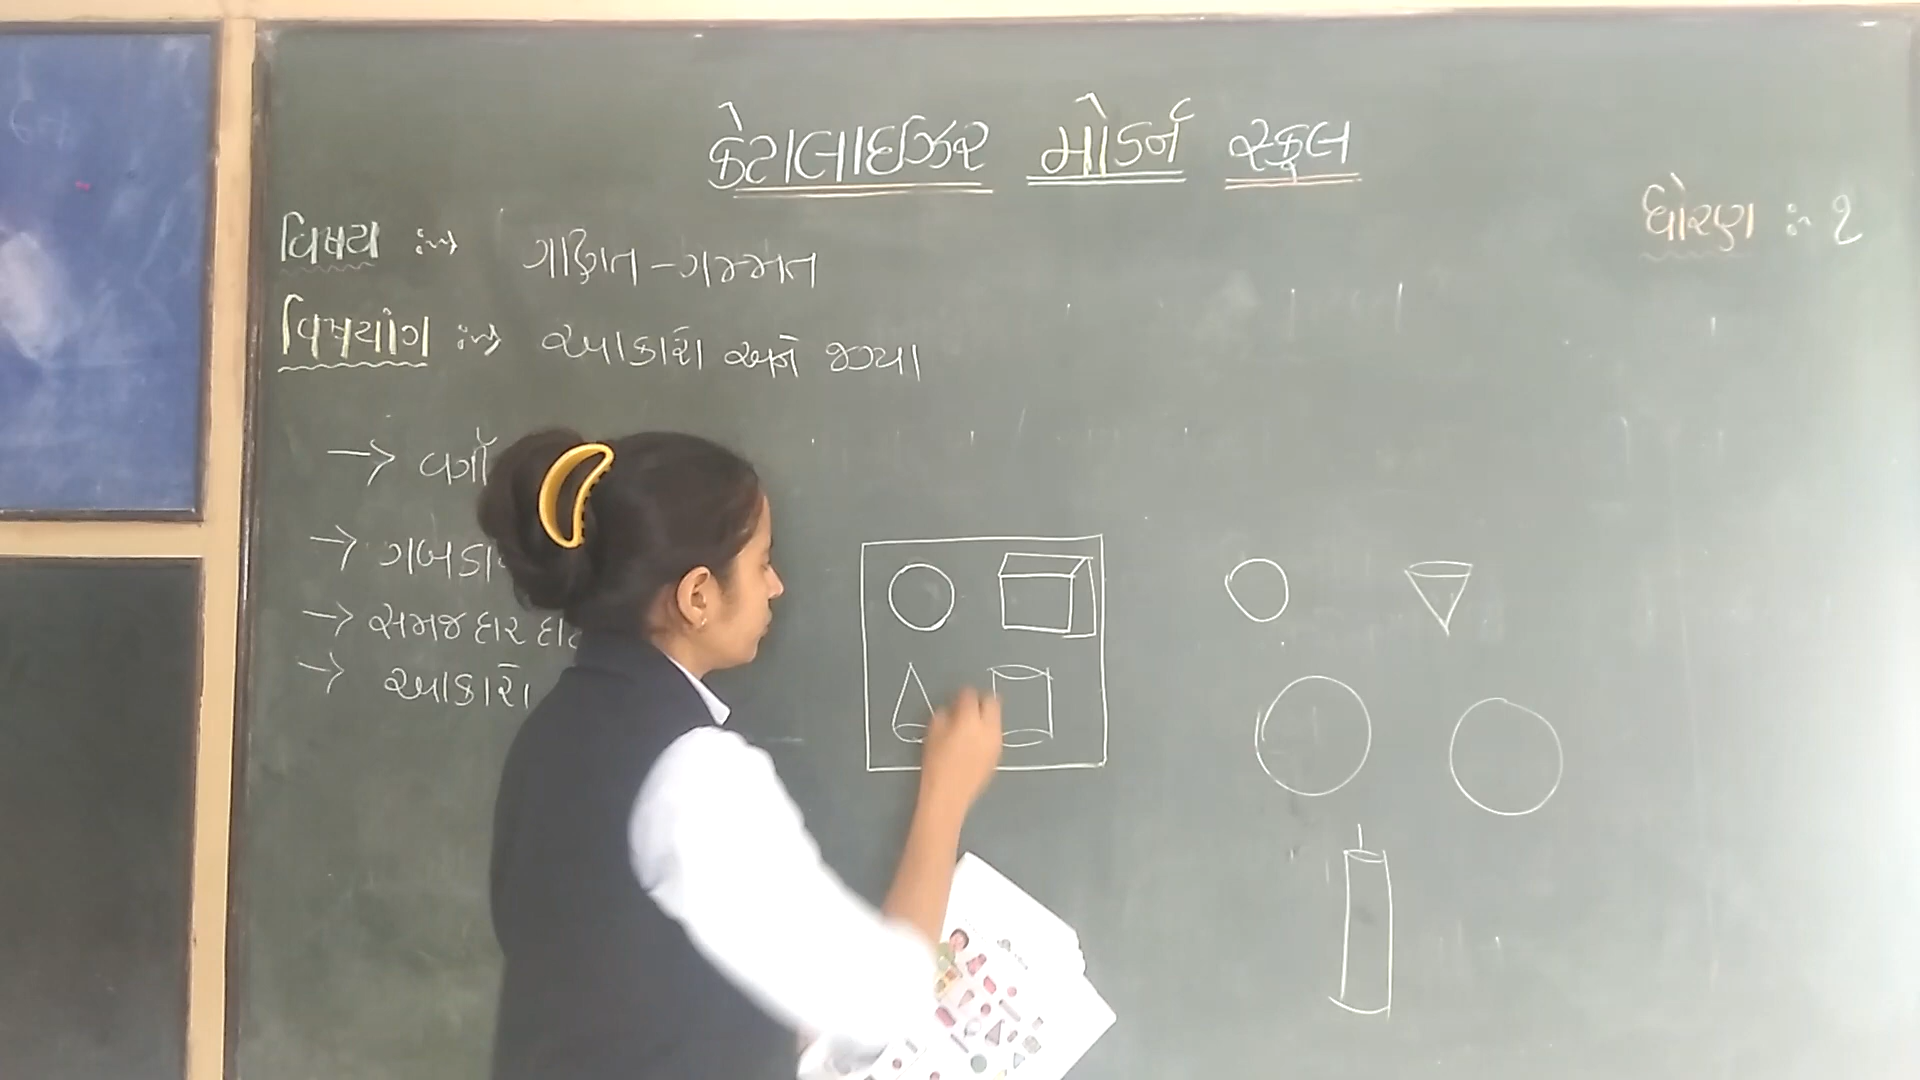 કેટાલાઇઝર મોડર્ન સ્કૂલ
ધોરણ :- ૨
વિષય :→ ગણિત - ગમ્મત
વિષયાંગ :→ આકારો અને જગ્યા
→ વર્ગો
→ ગબડા
→ સમજ દાર દા
→ આકારો